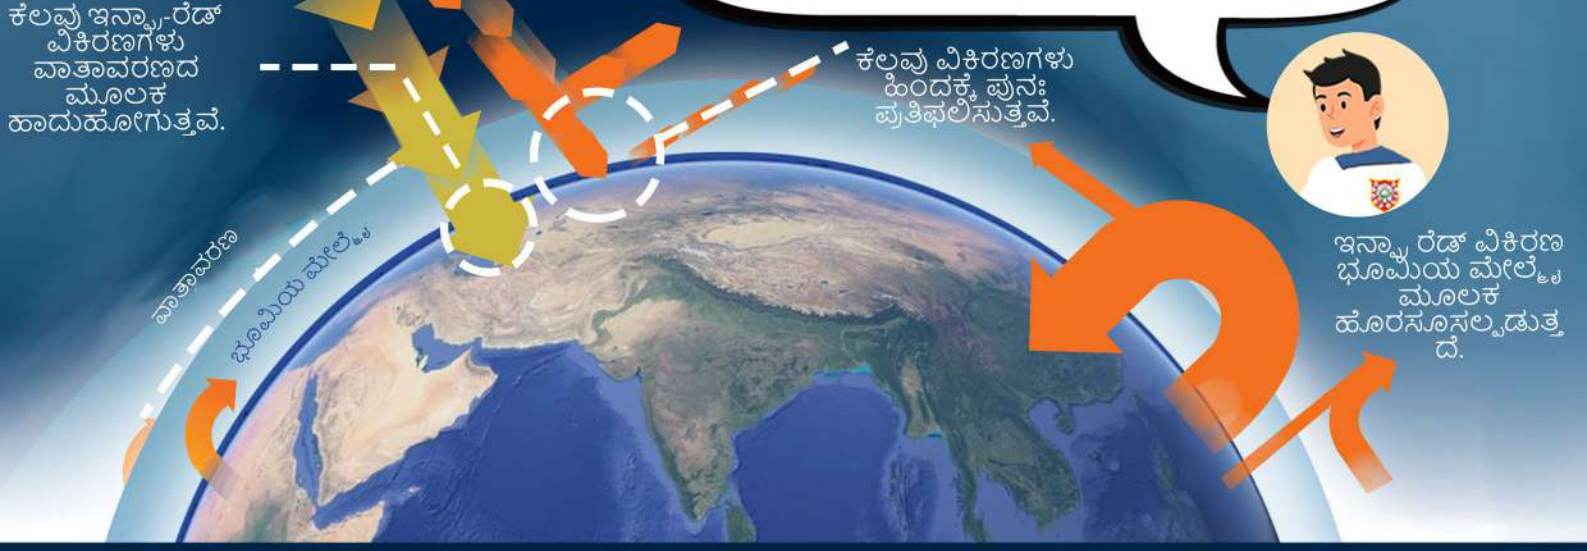 ಕೆಲವು ಇನ್ಫ್ರಾ-ರೆಡ್
ವಿಕಿರಣಗಳು
ವಾತಾವರಣದ
ಮೂಲಕ
ಹಾದುಹೋಗುತ್ತವೆ.
ಕೆಲವು ವಿಕಿರಣಗಳು
ಹಿಂದಕ್ಕೆ ಪುನಃ
ಪ್ರತಿಫಲಿಸುತ್ತವೆ.
ವಾತಾವರಣ
ಭೂಮಿಯ ಮೇಲ್ಮೈ
ಇನ್ಫ್ರಾ ರೆಡ್ ವಿಕಿರಣ
ಭೂಮಿಯ ಮೇಲ್ಮೈ
ಮೂಲಕ
ಹೊರಸೂಸಲ್ಪಡುತ್ತ
ದೆ.